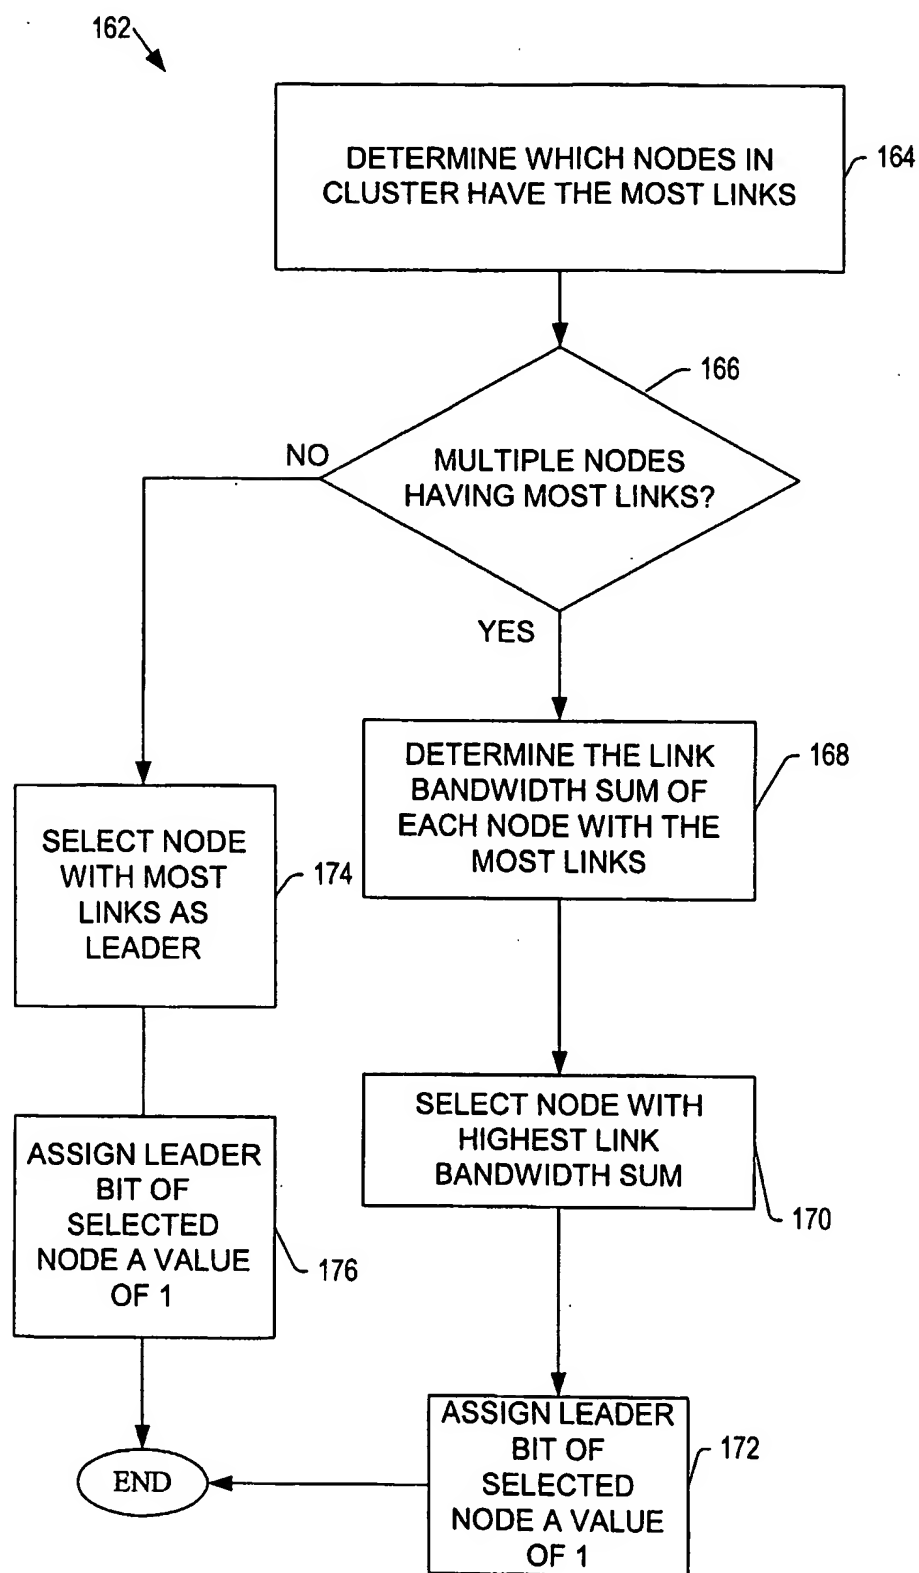 162
DETERMINE WHICH NODES IN
CLUSTER HAVE THE MOST LINKS
164
166
MULTIPLE NODES
HAVING MOST LINKS?
NO
YES
DETERMINE THE LINK
BANDWIDTH SUM OF
EACH NODE WITH THE
MOST LINKS
168
SELECT NODE
WITH MOST
LINKS AS
LEADER
174
SELECT NODE WITH
HIGHEST LINK
BANDWIDTH SUM
170
ASSIGN LEADER
BIT OF
SELECTED
NODE A VALUE
OF 1
176
ASSIGN LEADER
BIT OF
SELECTED
NODE A VALUE
OF 1
172
END